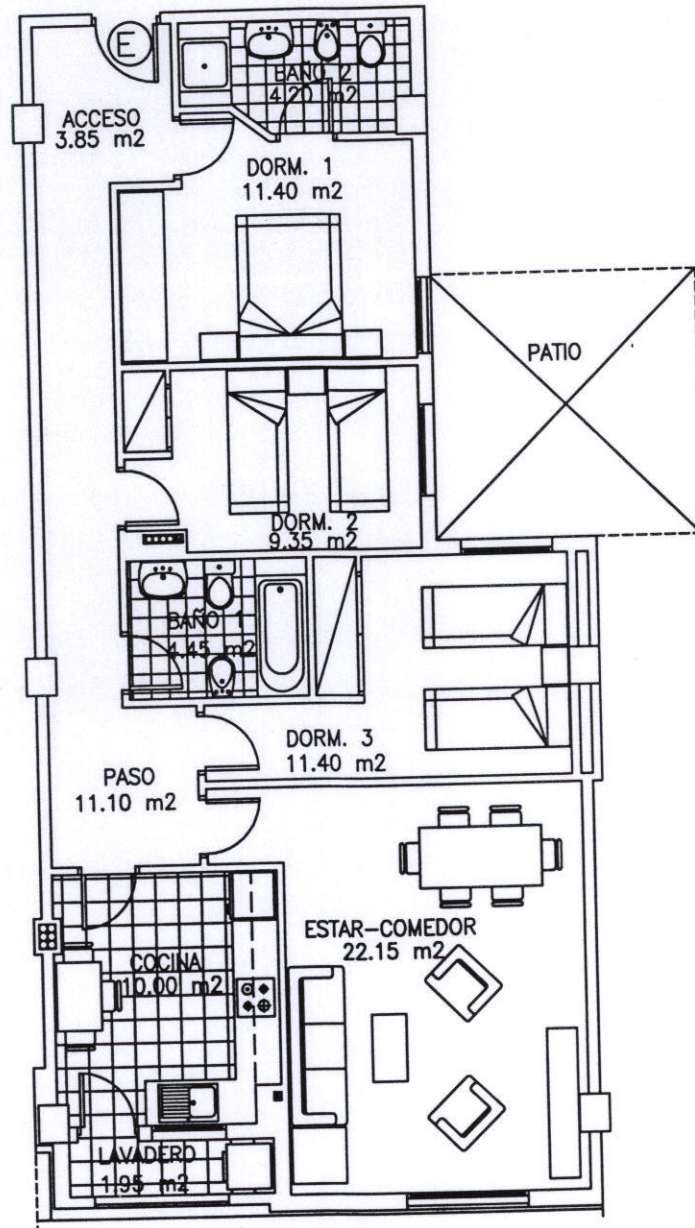 E
BAÑO 2
4.20 m2
ACCESO
3.85 m2
DORM. 1
11.40 m2
PATIO
DORM. 2
9.35 m2
BAÑO 1
4.45 m2
DORM. 3
11.40 m2
PASO
11.10 m2
ESTAR-COMEDOR
22.15 m2
COCINA
10.00 m2
LAVADERO
1.95 m2